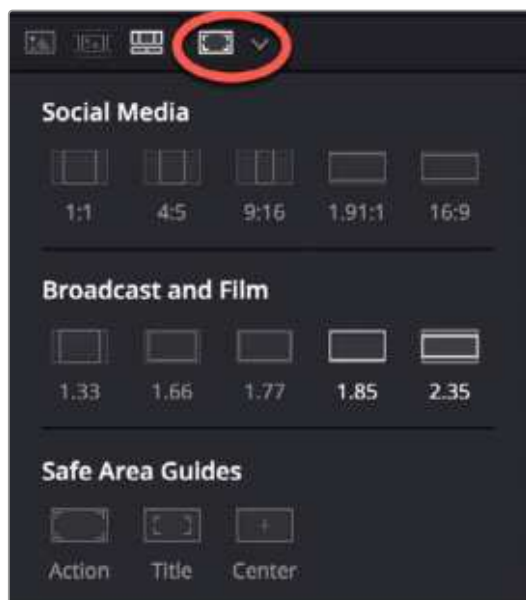 Social Media
1:1 4:5 9:16 1.91:1 16:9
Broadcast and Film
1.33 1.66 1.77 1.85 2.35
Safe Area Guides
Action Title Center